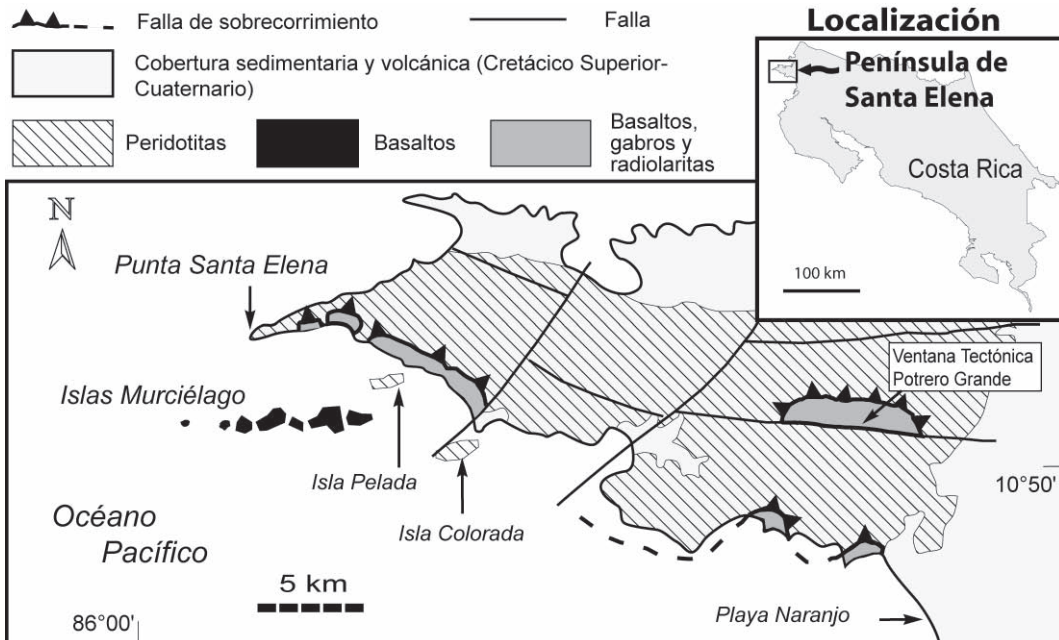 Falla de sobrecorrimiento
Falla
Localización
Cobertura sedimentaria y volcánica (Cretácico Superior-
Cuaternario)
Península de
Santa Elena
Peridotitas
Basaltos
Basaltos,
gabros y
radiolaritas
Costa Rica
100 km
N
Punta Santa Elena
Ventana Tectónica
Potrero Grande
Islas Murciélago
Isla Pelada
10°50'
Isla Colorada
Océano
Pacífico
5 km
Playa Naranjo
86°00'